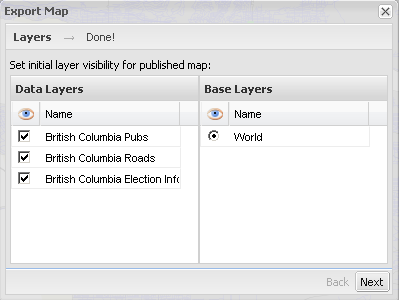 Export Map
Layers → Done!
Set initial layer visibility for published map:
Data Layers
Name
British Columbia Pubs
British Columbia Roads
British Columbia Election Info
Base Layers
Name
World
Back Next